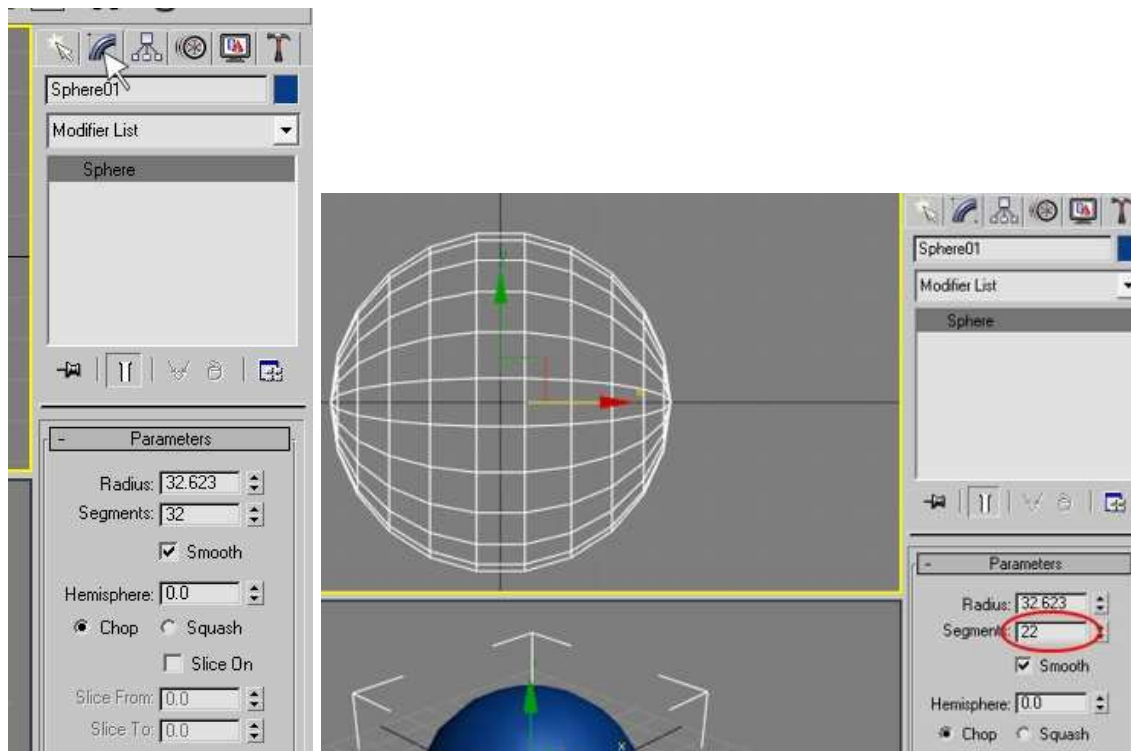 Sphere01
Modifier List
Sphere
- Parameters
Radius: 32.623
Segments: 32
Smooth
Hemisphere: 0.0
Chop Squash
Slice On
Slice From: 0.0
Slice To: 0.0
y
x
x
Sphere01
Modifier List
Sphere
- Parameters
Radius: 32.623
Segments: 22
Smooth
Hemisphere: 0.0
Chop Squash